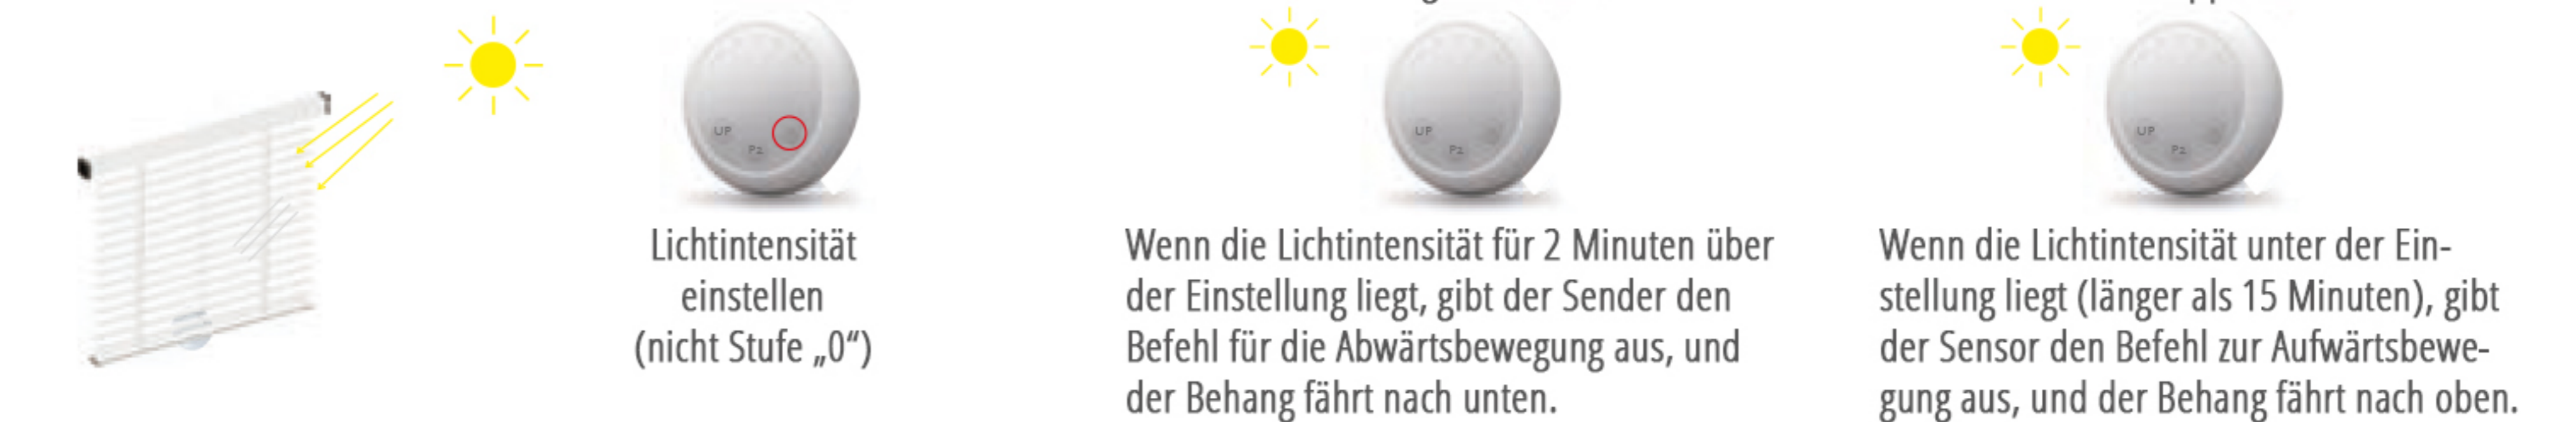 UP
P2
Lichtintensität
einstellen
(nicht Stufe „0“)
UP
P2
Wenn die Lichtintensität für 2 Minuten über
der Einstellung liegt, gibt der Sender den
Befehl für die Abwärtsbewegung aus, und
der Behang fährt nach unten.
UP
P2
Wenn die Lichtintensität unter der Ein-
stellung liegt (länger als 15 Minuten), gibt
der Sensor den Befehl zur Aufwärtsbewe-
gung aus, und der Behang fährt nach oben.